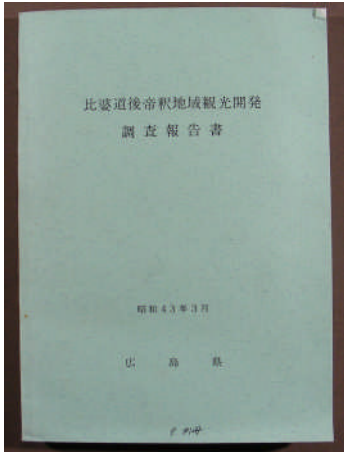 比婆道後帝釈地域観光開発
調査報告書
昭和43年3月
広島県